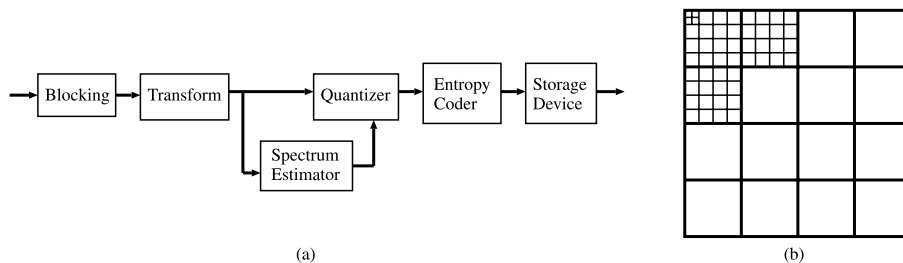 Blocking
Transform
Quantizer
Entropy
Coder
Storage
Device
Spectrum
Estimator
(a)
(b)